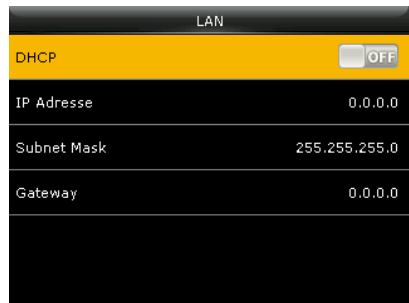 LAN
DHCP OFF
IP Adresse 0.0.0.0
Subnet Mask 255.255.255.0
Gateway 0.0.0.0